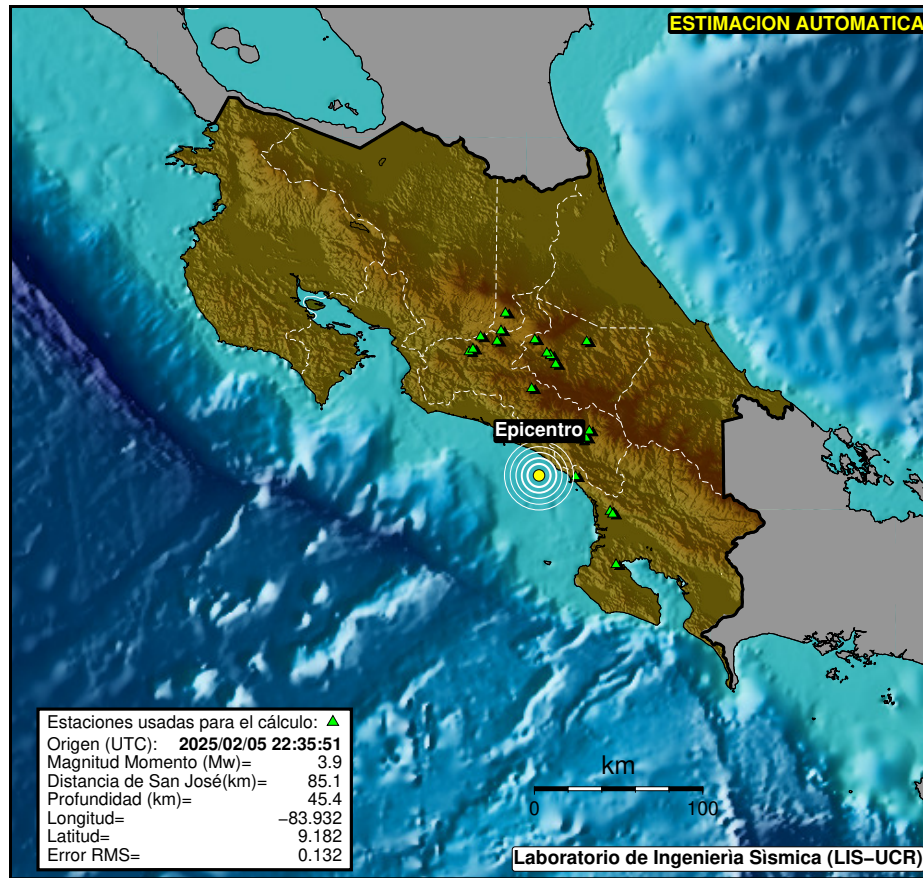 ESTIMACION AUTOMATICA
Epicentro
Estaciones usadas para el cálculo:
Origen (UTC): 2025/02/05 22:35:51
Magnitud Momento (Mw)= 3.9
Distancia de San José(km)= 85.1
Profundidad (km)= 45.4
Longitud= −83.932
Latitud= 9.182
Error RMS= 0.132
km
0 100
Laboratorio de Ingenierìa Sìsmica (LIS−UCR)